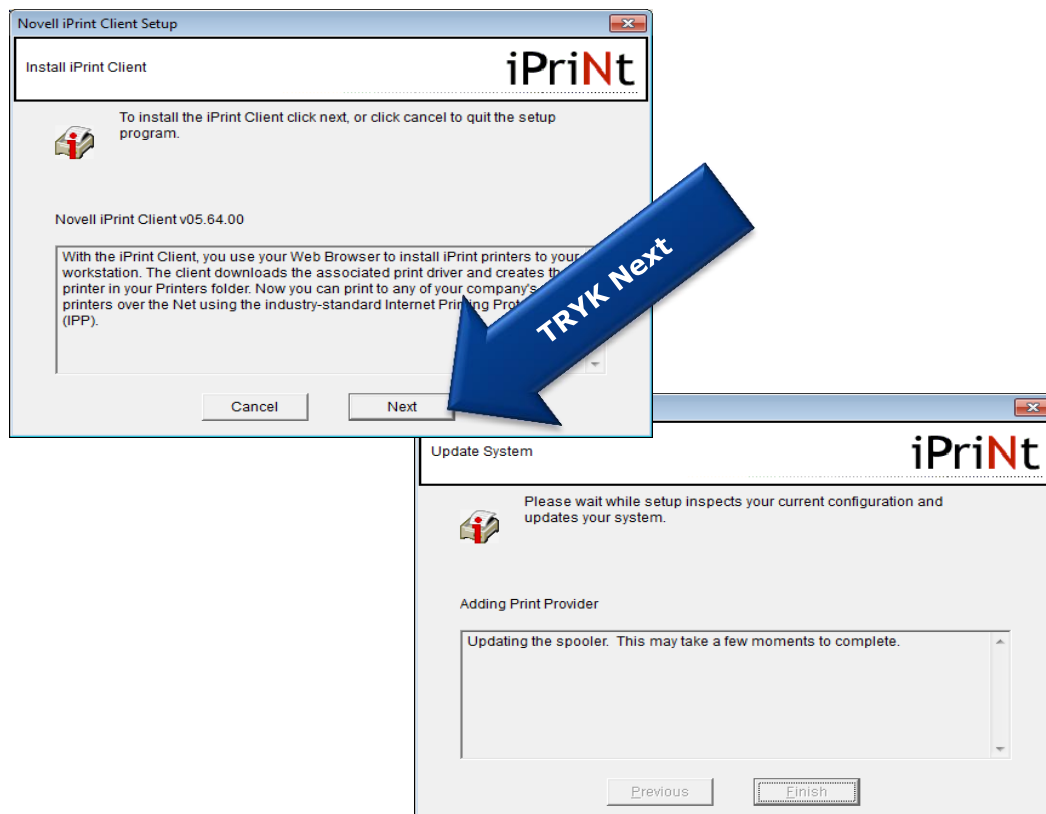 Novell iPrint Client Setup
Install iPrint Client
iPriNt
To install the iPrint Client click next, or click cancel to quit the setup
program.
Novell iPrint Client v05.64.00
With the iPrint Client, you use your Web Browser to install iPrint printers to your
workstation. The client downloads the associated print driver and creates
printer in your Printers folder. Now you can print to any of your company's
printers over the Net using the industry-standard Internet Printing
(IPP).
TRYK Next
Cancel
Next
Update System
iPriNt
Please wait while setup inspects your current configuration and
updates your system.
Adding Print Provider
Updating the spooler. This may take a few moments to complete.
Previous
Finish